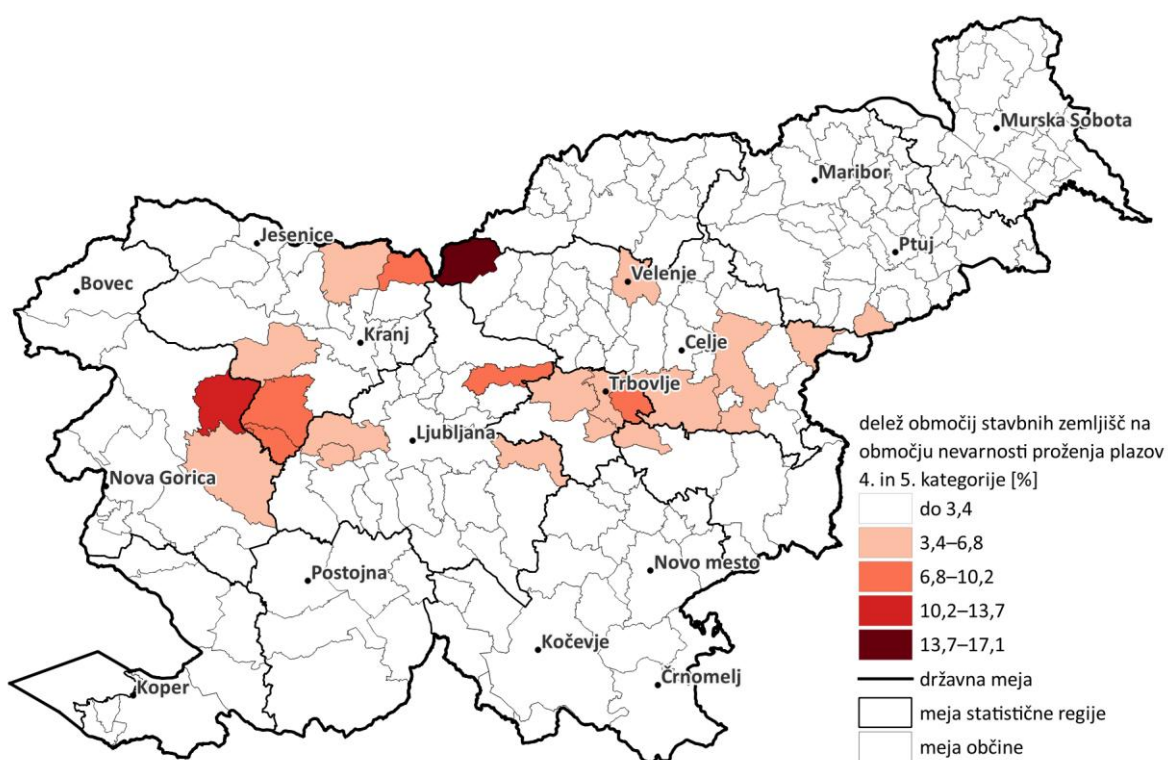 Murska Sobota
Maribor
Ptuj
Jesenice
Bovec
Velenje
Kranj
Celje
Trbovlje
Ljubljana
Nova Gorica
Postojna
Novo mesto
Kočevje
Črnomelj
Koper
delež območij stavbnih zemljišč na
območju nevarnosti proženja plazov
4. in 5. kategorije [%]
do 3,4
3,4–6,8
6,8–10,2
10,2–13,7
13,7–17,1
državna meja
meja statistične regije
meja občine